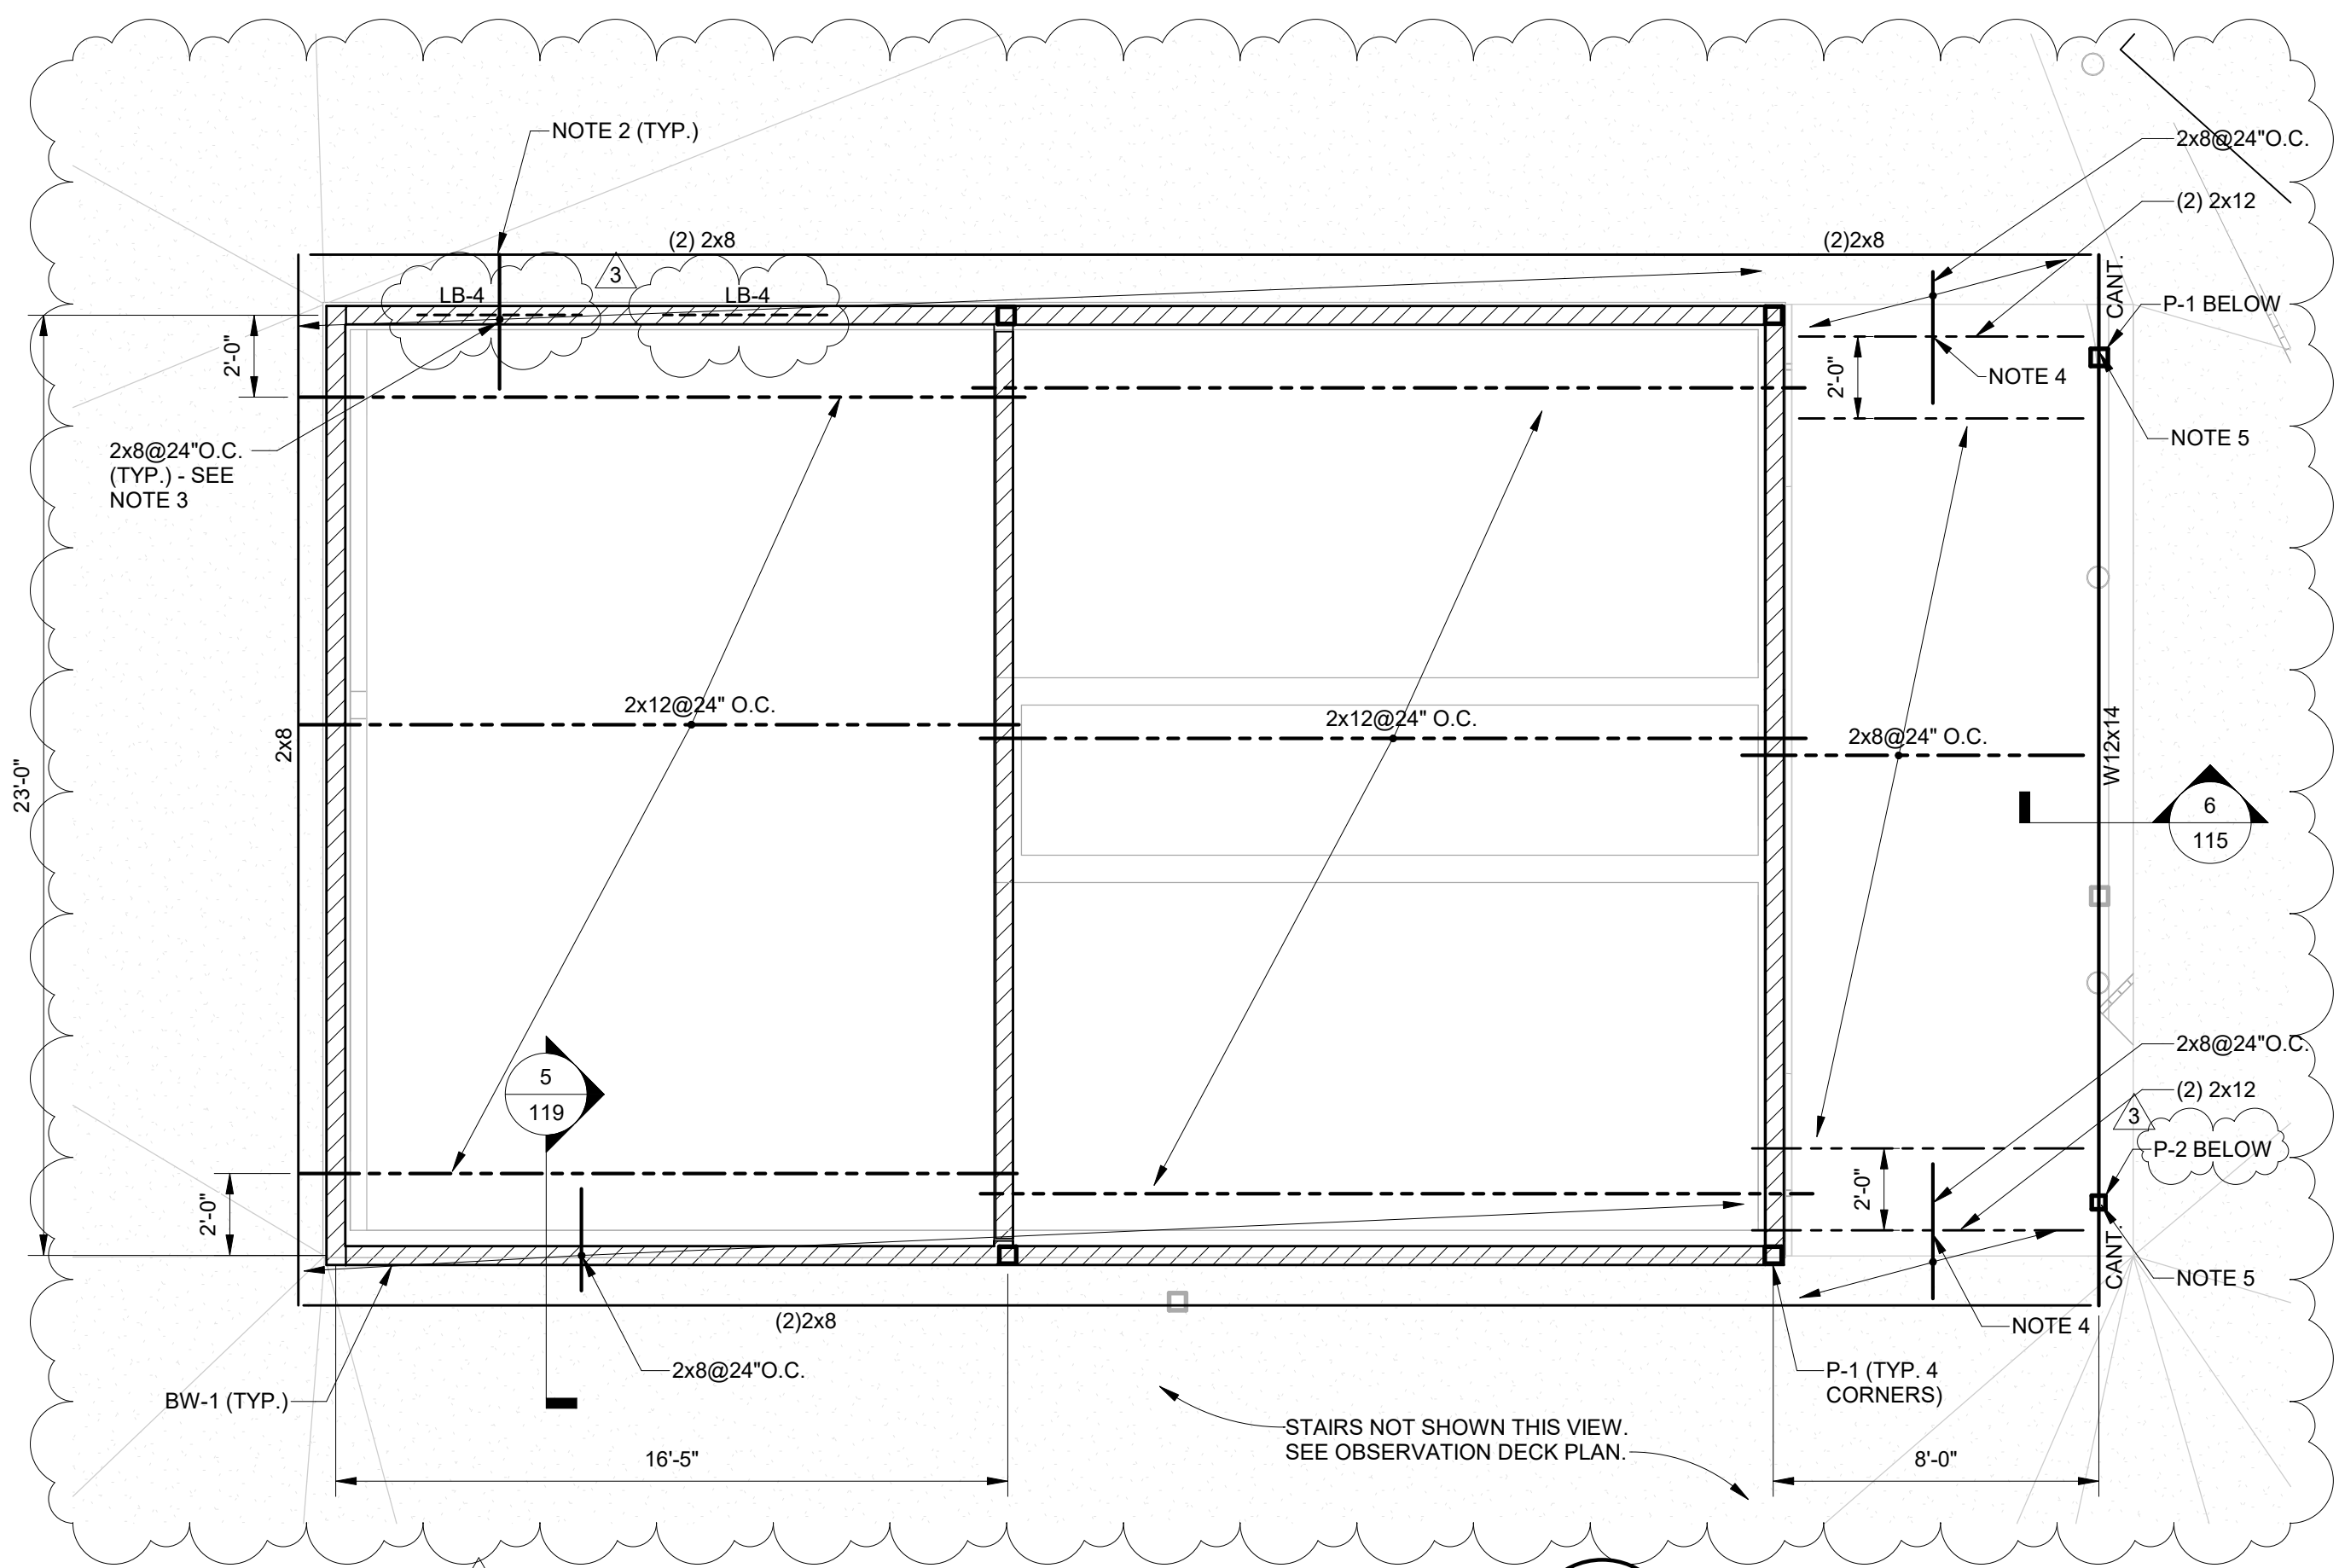 NOTE 2 (TYP.)
2x8@24"O.C.
(2) 2x12
(2) 2x8
(2)2x8
3
LB-4
LB-4
CANT.
P-1 BELOW
2'-0"
2'-0"
NOTE 4
NOTE 5
2x8@24"O.C.
(TYP.) - SEE
NOTE 3
2x12@24" O.C.
2x12@24" O.C.
2x8@24" O.C.
2x8
W12x14
23'-0"
6
115
5
119
2x8@24"O.C.
(2) 2x12
3
P-2 BELOW
2'-0"
2'-0"
CANT.
NOTE 5
(2)2x8
NOTE 4
2x8@24"O.C.
P-1 (TYP. 4
CORNERS)
BW-1 (TYP.)
STAIRS NOT SHOWN THIS VIEW.
SEE OBSERVATION DECK PLAN.
16'-5"
8'-0"